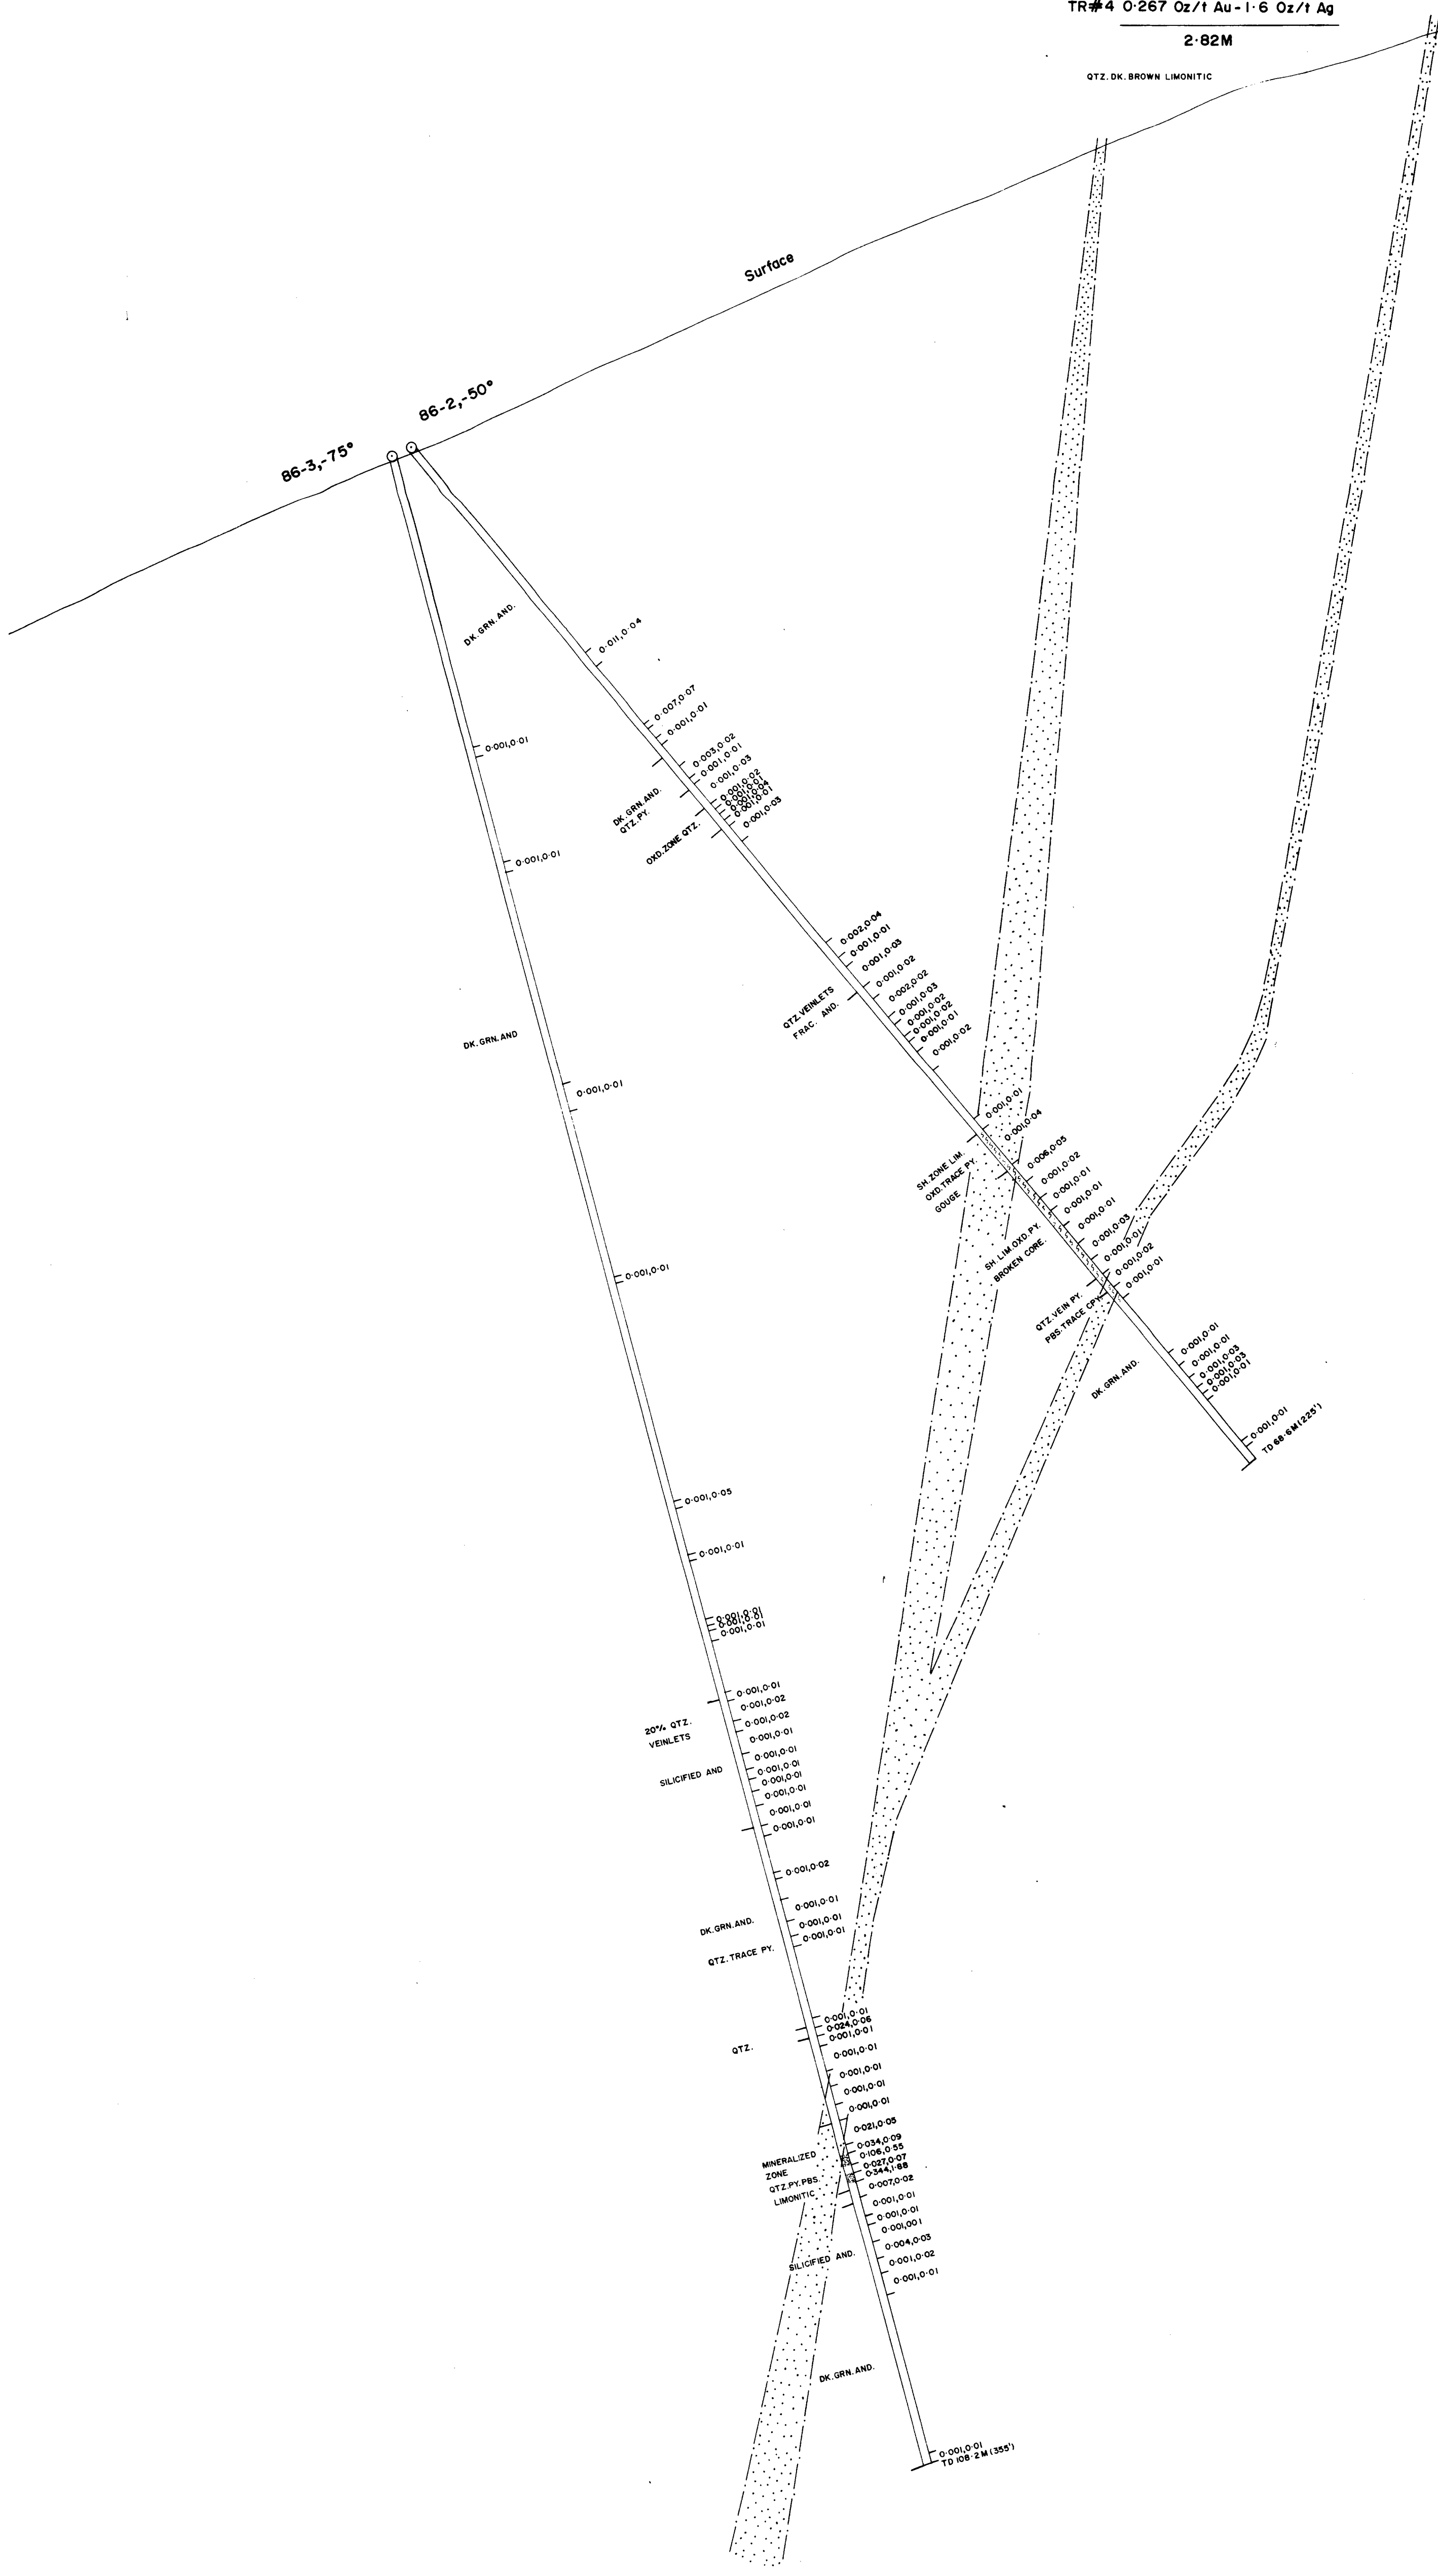 TR#4 0.267 Oz/t Au - 1.6 Oz/t Ag
2.82M
QTZ. DK. BROWN LIMONITIC
Surface
86-2,-50°
86-3,-75°
DK. GRN. AND.
0.011,0.04
0.007,0.07
0.001,0.01
0.003,0.02
0.001,0.01
0.001,0.03
0.001,0.02
0.001,0.01
0.001,0.04
0.001,0.01
0.001,0.03
DK. GRN. AND.
QTZ. PY.
OXD. ZONE QTZ.
0.002,0.04
0.001,0.01
0.001,0.03
0.001,0.02
0.002,0.02
0.001,0.03
0.001,0.02
0.001,0.02
0.001,0.01
0.001,0.02
QTZ. VEINLETS
FRAC. AND.
0.001,0.01
0.001,0.04
0.006,0.05
0.001,0.02
0.001,0.01
0.001,0.01
0.001,0.01
0.001,0.03
0.001,0.01
0.001,0.02
0.001,0.01
SH. ZONE LIM.
OXD. TRACE PY.
GOUGE
SH. LIM. OXD. PY.
BROKEN CORE.
QTZ. VEIN PY.
PBS. TRACE CPY.
DK. GRN. AND.
0.001,0.01
0.001,0.01
0.001,0.03
0.001,0.03
0.001,0.01
0.001,0.01
TD 68.6M (225')
0.001,0.01
0.001,0.01
DK. GRN. AND
0.001,0.01
0.001,0.01
0.001,0.05
0.001,0.01
0.001,0.01
0.001,0.01
0.001,0.01
0.001,0.01
0.001,0.02
0.001,0.02
0.001,0.01
0.001,0.01
0.001,0.01
0.001,0.01
0.001,0.01
0.001,0.01
0.001,0.01
20% QTZ.
VEINLETS
SILICIFIED AND
0.001,0.02
0.001,0.01
0.001,0.01
0.001,0.01
DK. GRN. AND.
QTZ. TRACE PY.
0.001,0.01
0.024,0.06
0.001,0.01
0.001,0.01
0.001,0.01
0.001,0.01
0.001,0.01
QTZ.
0.021,0.05
0.034,0.09
0.106,0.55
0.027,0.07
0.344,1.88
0.007,0.02
MINERALIZED
ZONE
QTZ. PY. PBS.
LIMONITIC
0.001,0.01
0.001,0.01
0.001,001
0.004,0.03
0.001,0.02
0.001,0.01
SILICIFIED AND.
DK. GRN. AND.
0.001,0.01
TD 108.2M (355')